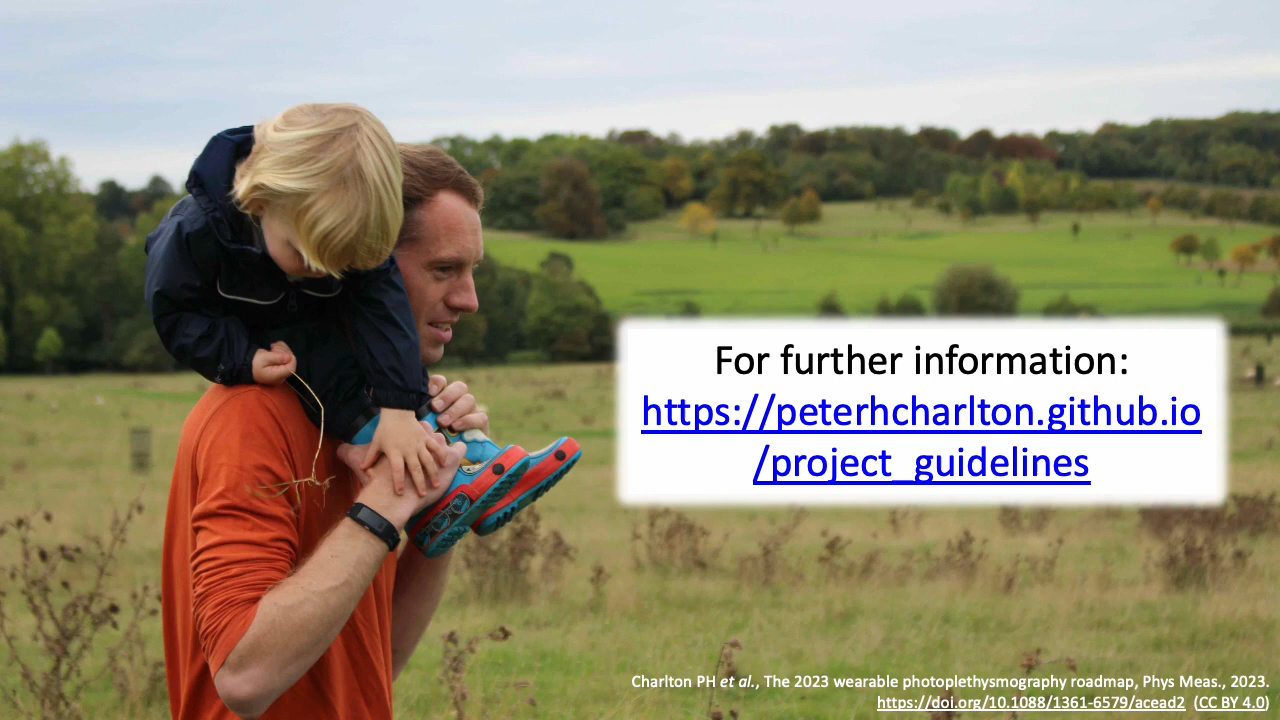 For further information:
https://peterhcharlton.github.io
/project_guidelines
Charlton PH et al., The 2023 wearable photoplethysmography roadmap, Phys Meas., 2023.
https://doi.org/10.1088/1361-6579/acead2 (CC BY 4.0)